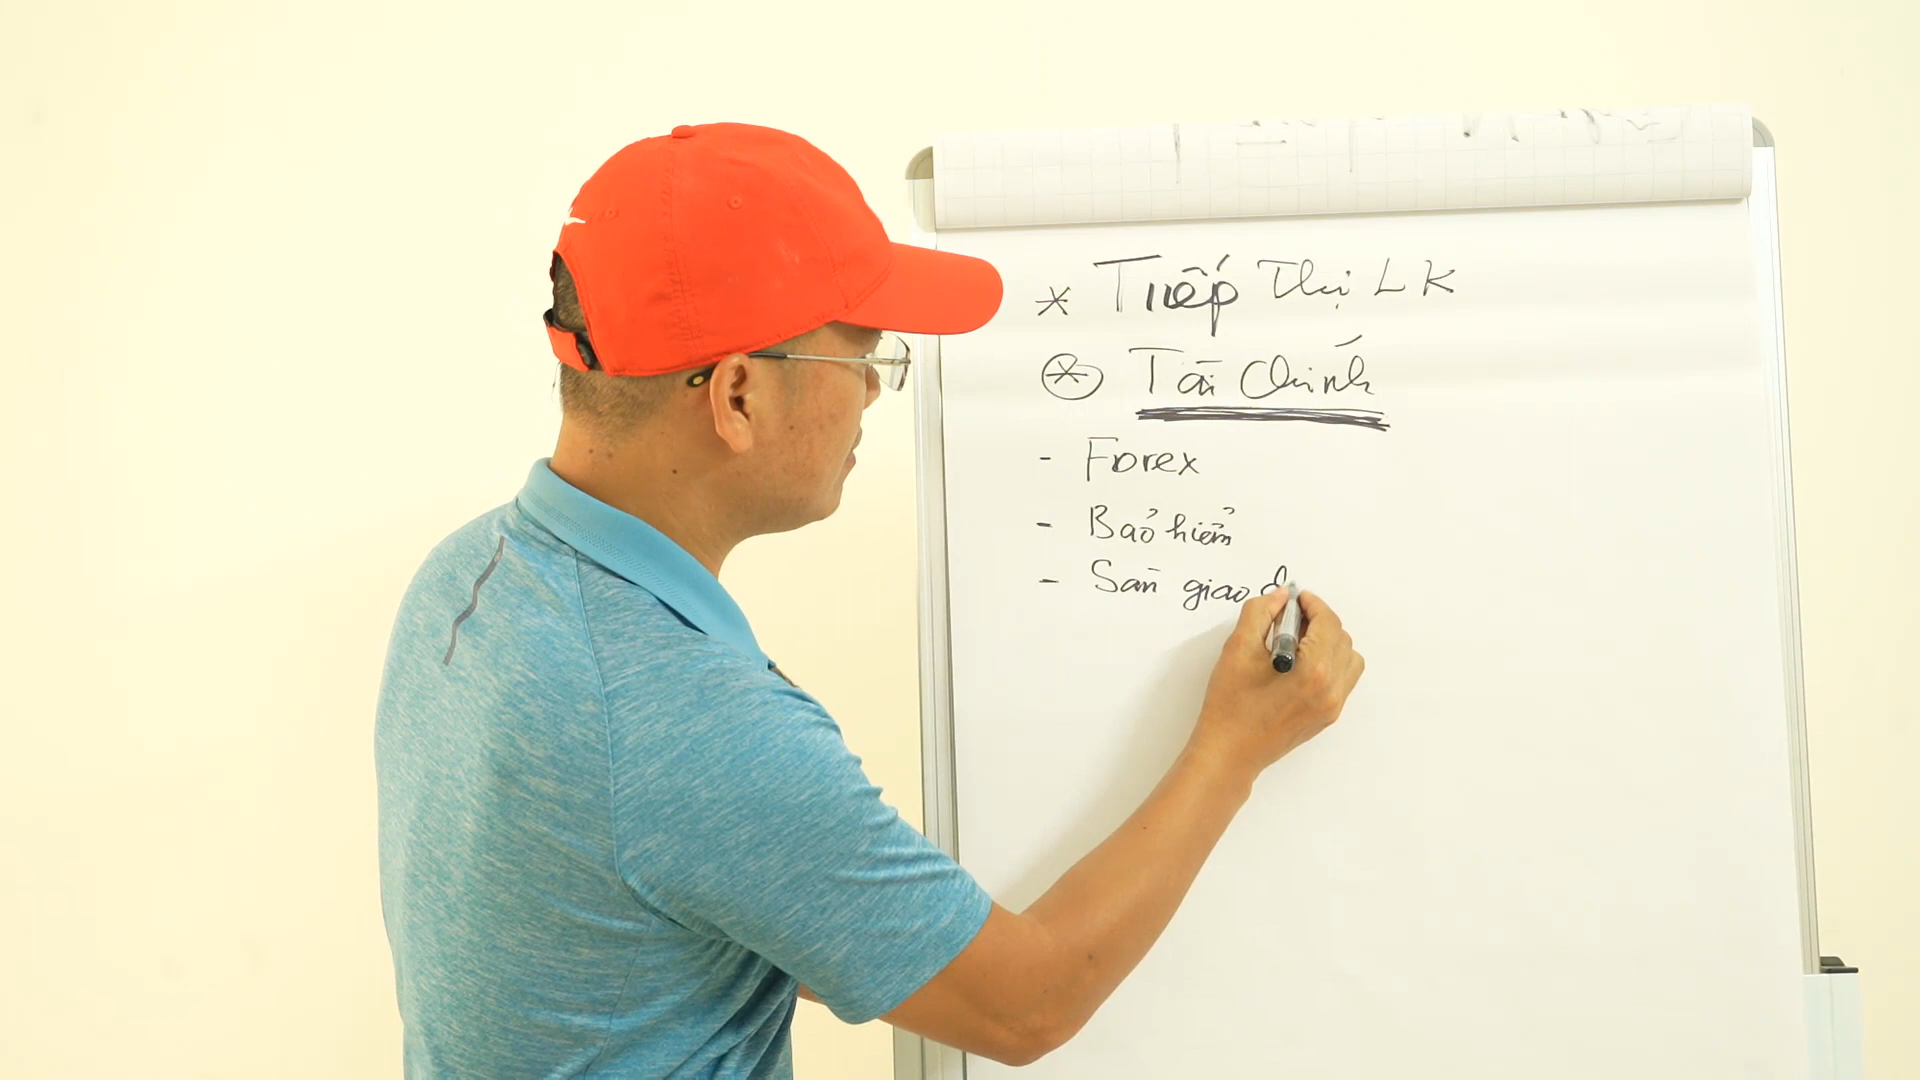 * Tiếp Thị LK
* Tài Chính
- Forex
- Bảo hiểm
- Sàn giao d